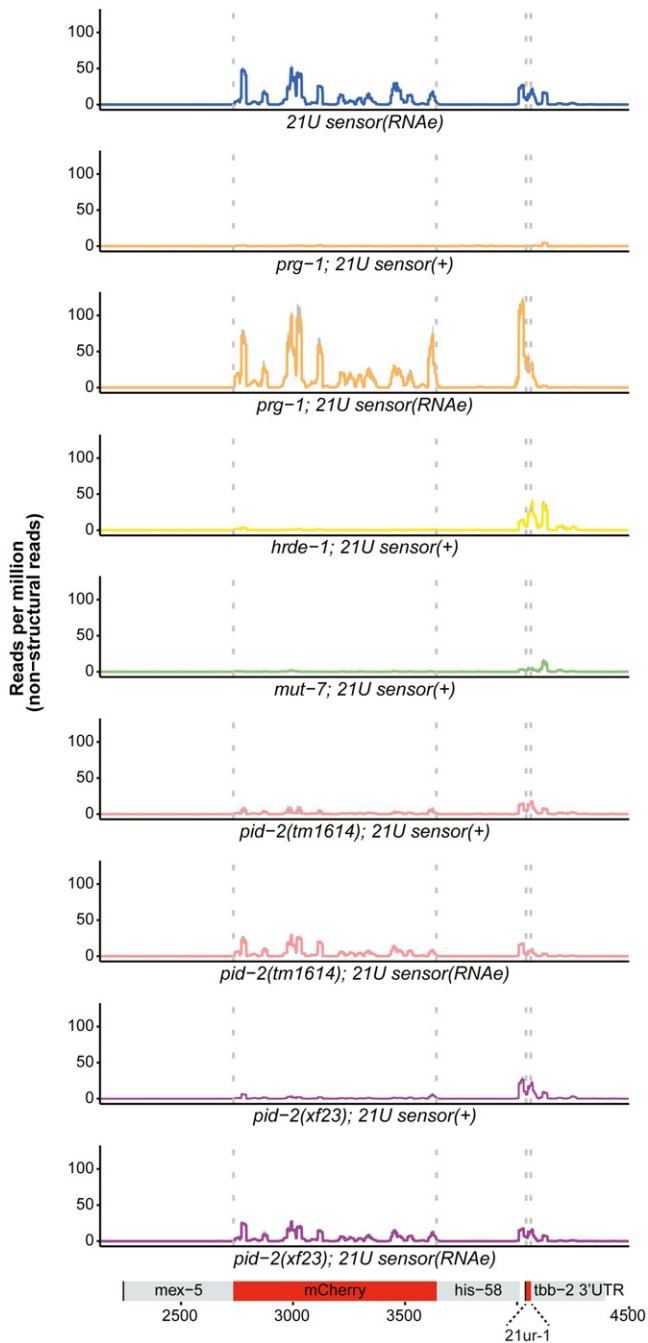 Reads per million
(non−structural reads)
100
50
0
21U sensor(RNAe)
100
50
0
prg−1; 21U sensor(+)
100
50
0
prg−1; 21U sensor(RNAe)
100
50
0
hrde−1; 21U sensor(+)
100
50
0
mut−7; 21U sensor(+)
100
50
0
pid−2(tm1614); 21U sensor(+)
100
50
0
pid−2(tm1614); 21U sensor(RNAe)
100
50
0
pid−2(xf23); 21U sensor(+)
100
50
0
pid−2(xf23); 21U sensor(RNAe)
mex−5 mCherry his−58 tbb−2 3'UTR
2500 3000 3500 4500
21ur−1